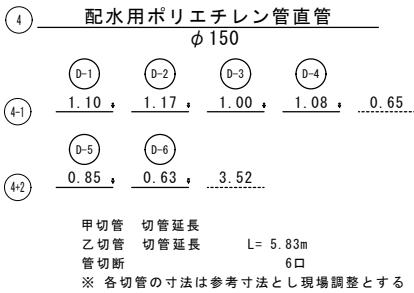 4 配水用ポリエチレン管直管
φ150
D-1 D-2 D-3 D-4
4-1 1.10 1.17 1.00 1.08 0.65
D-5 D-6
4-2 0.85 0.63 3.52
甲切管 切管延長
乙切管 切管延長 L= 5.83m
管切断 6口
※ 各切管の寸法は参考寸法とし現場調整とする